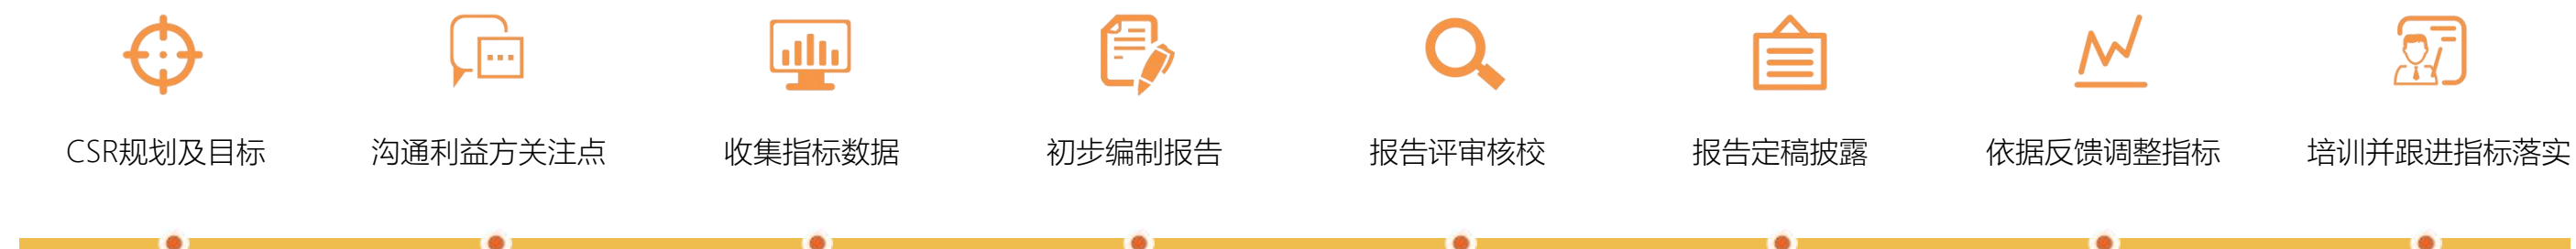 CSR规划及目标
沟通利益方关注点
收集指标数据
初步编制报告
报告评审核校
报告定稿披露
依据反馈调整指标
培训并跟进指标落实